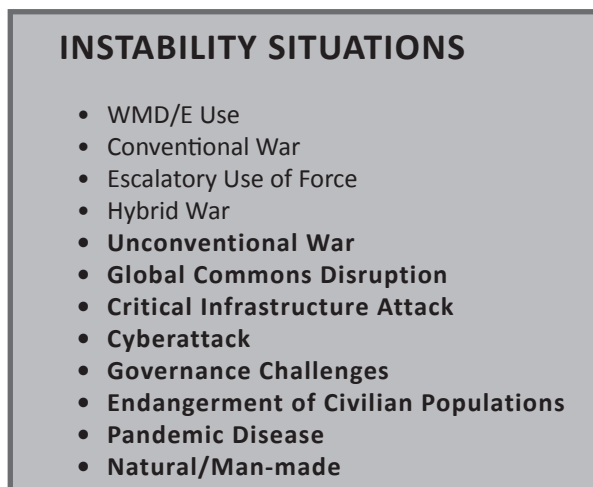 INSTABILITY SITUATIONS
• WMD/E Use
• Conventional War
• Escalatory Use of Force
• Hybrid War
• Unconventional War
• Global Commons Disruption
• Critical Infrastructure Attack
• Cyberattack
• Governance Challenges
• Endangerment of Civilian Populations
• Pandemic Disease
• Natural/Man-made